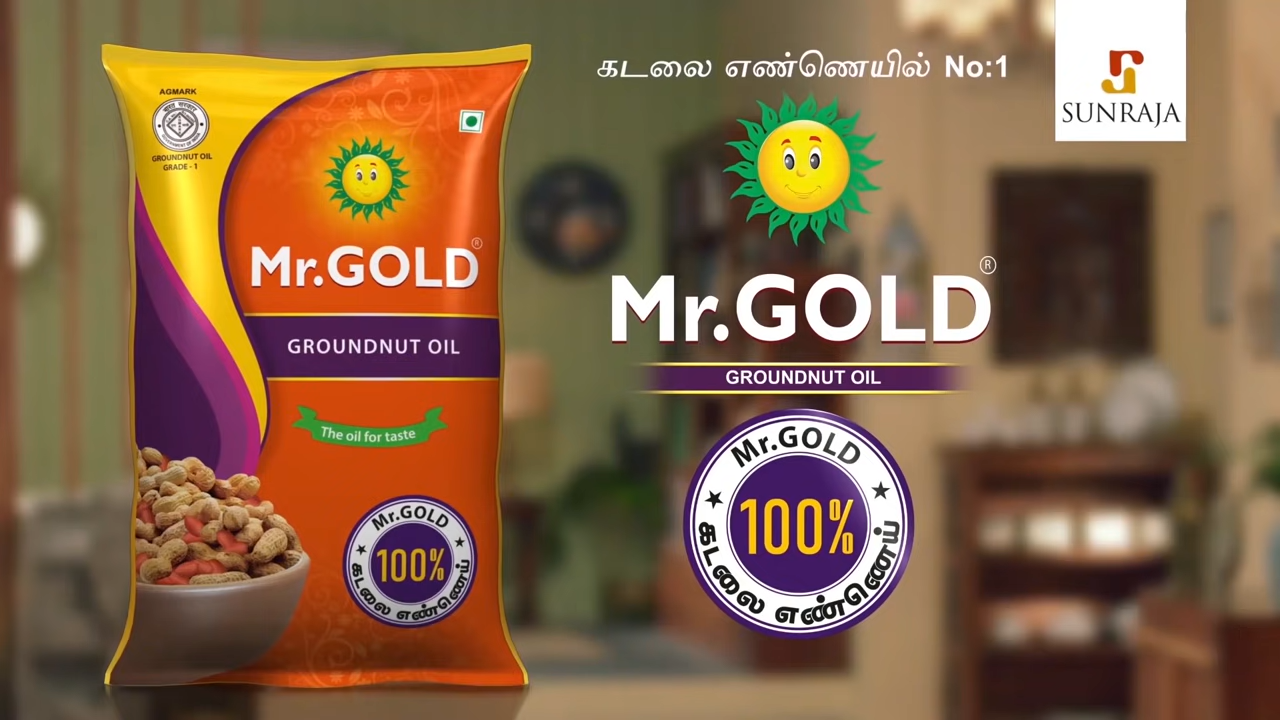 AGMARK
GROUNDNUT OIL
GRADE - 1
Mr.GOLD®
GROUNDNUT OIL
The oil for taste
Mr.GOLD
100%
கடலை எண்ணெய்
கடலை எண்ணெயில் No:1
Mr.GOLD®
GROUNDNUT OIL
Mr.GOLD
100%
கடலை எண்ணெய்
SUNRAJA